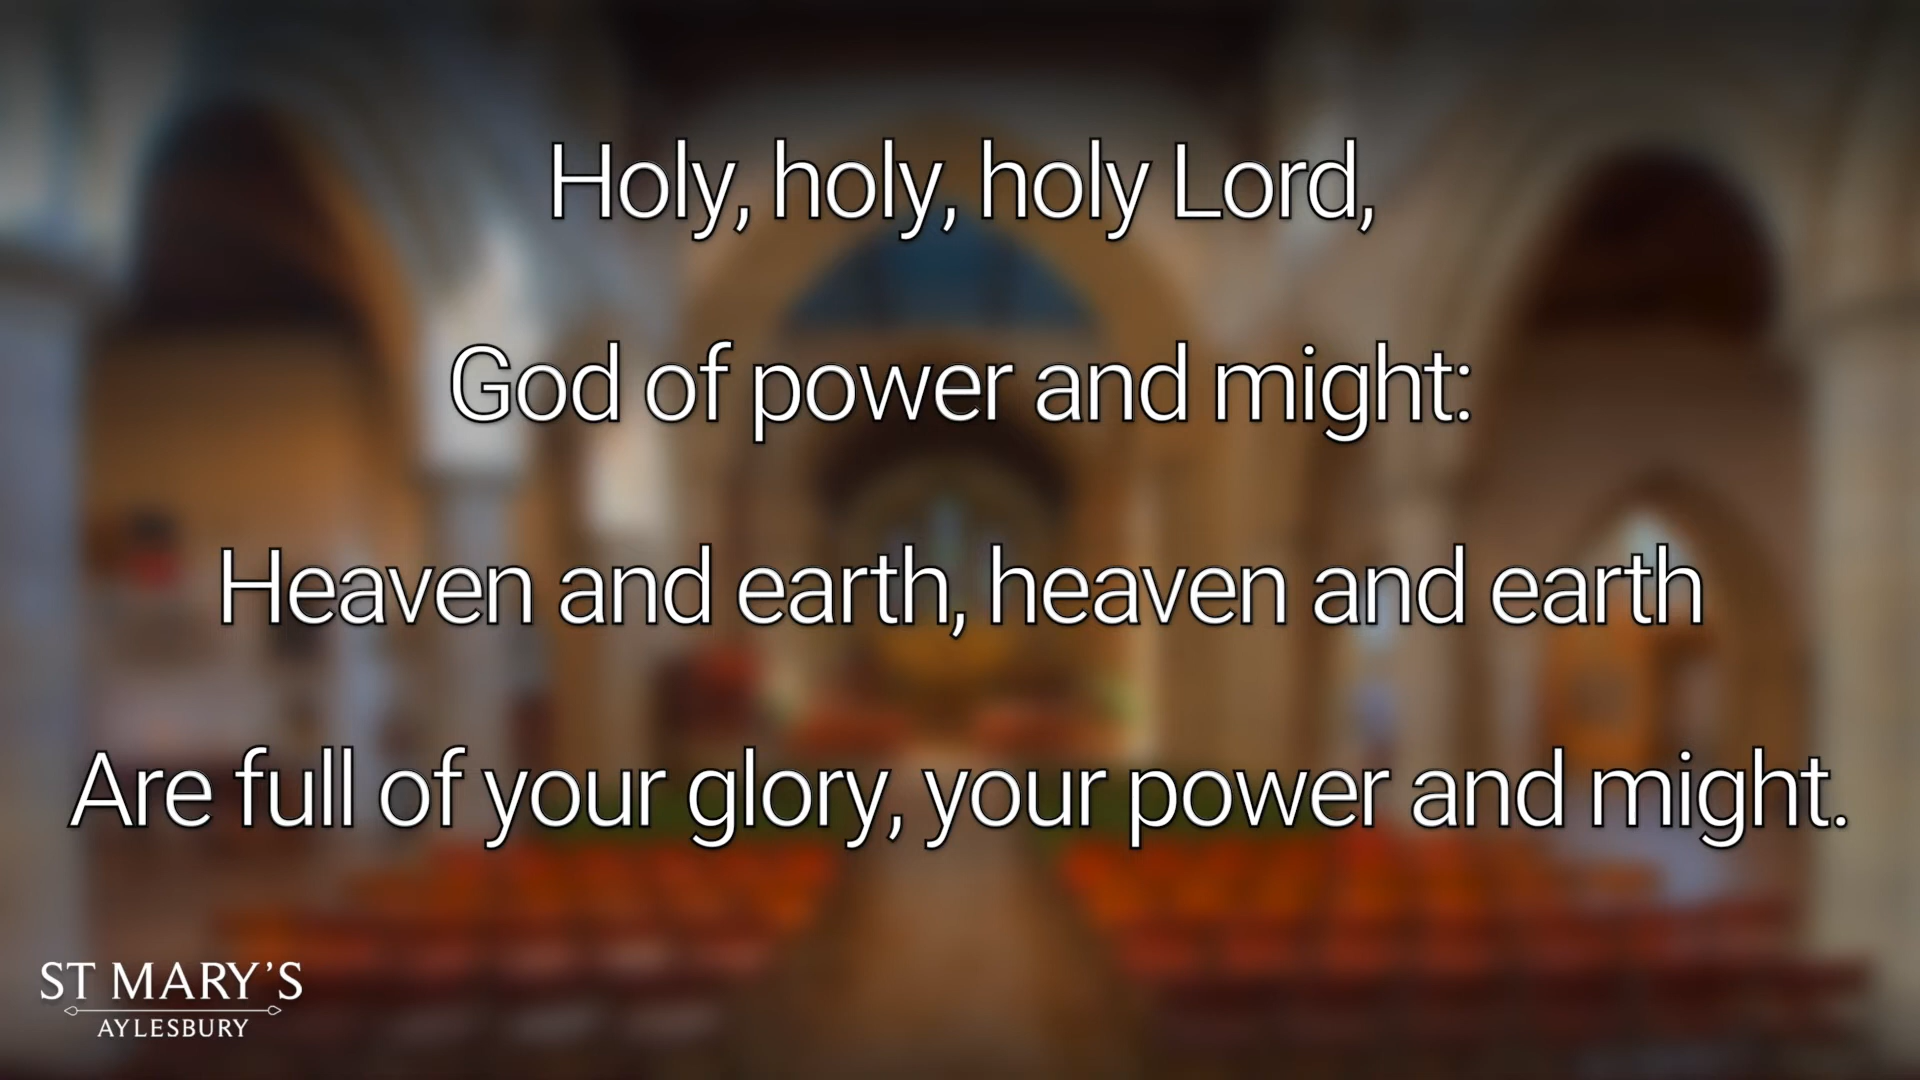 Holy, holy, holy Lord,
God of power and might:
Heaven and earth, heaven and earth
Are full of your glory, your power and might.
ST MARY'S
AYLESBURY